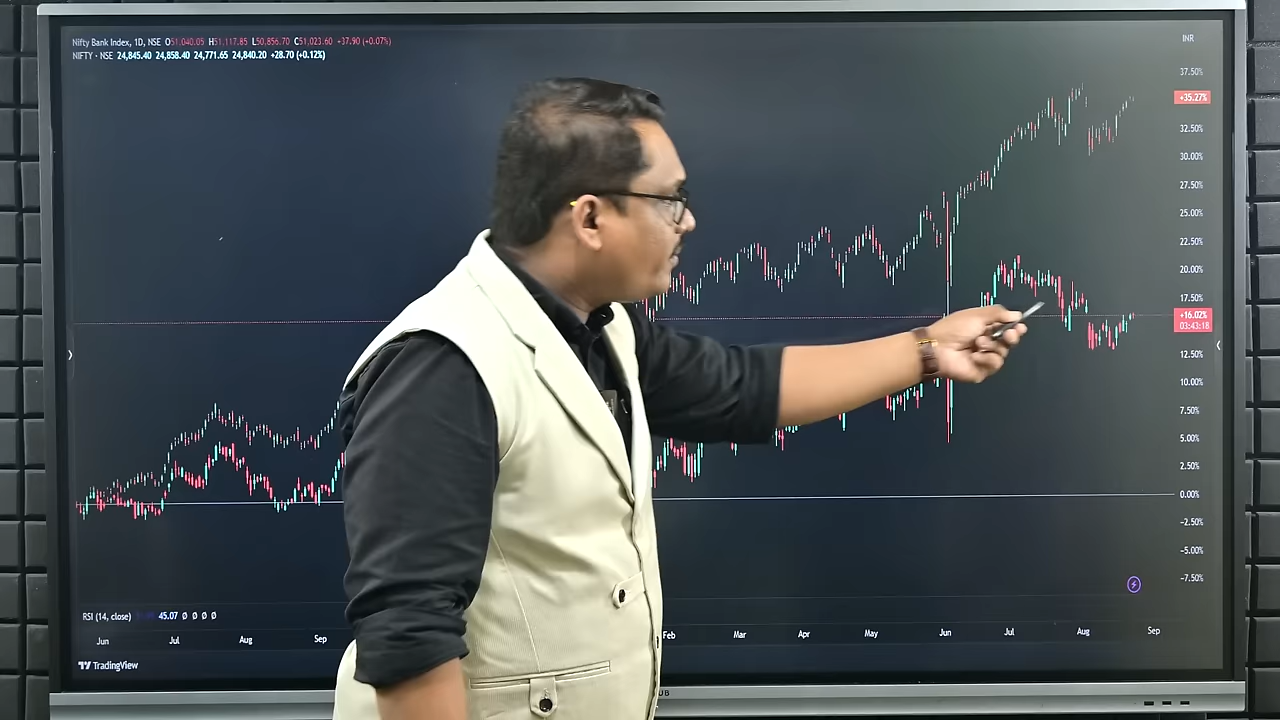 Nifty Bank Index, 1D, NSE O51,040.05 H51,117.85 L50,856.70 C51,023.60 +37.90 (+0.07%)
NIFTY · NSE 24,845.40 24,858.40 24,771.65 24,840.20 +28.70 (+0.12%)
INR
37.50%
+35.27%
32.50%
30.00%
27.50%
25.00%
22.50%
20.00%
17.50%
+16.02%
03:43:18
12.50%
10.00%
7.50%
5.00%
2.50%
0.00%
-2.50%
-5.00%
-7.50%
RSI (14, close) 45.07 Ø Ø Ø Ø
Jun Jul Aug Sep Feb Mar Apr May Jun Jul Aug Sep
TradingView
UB